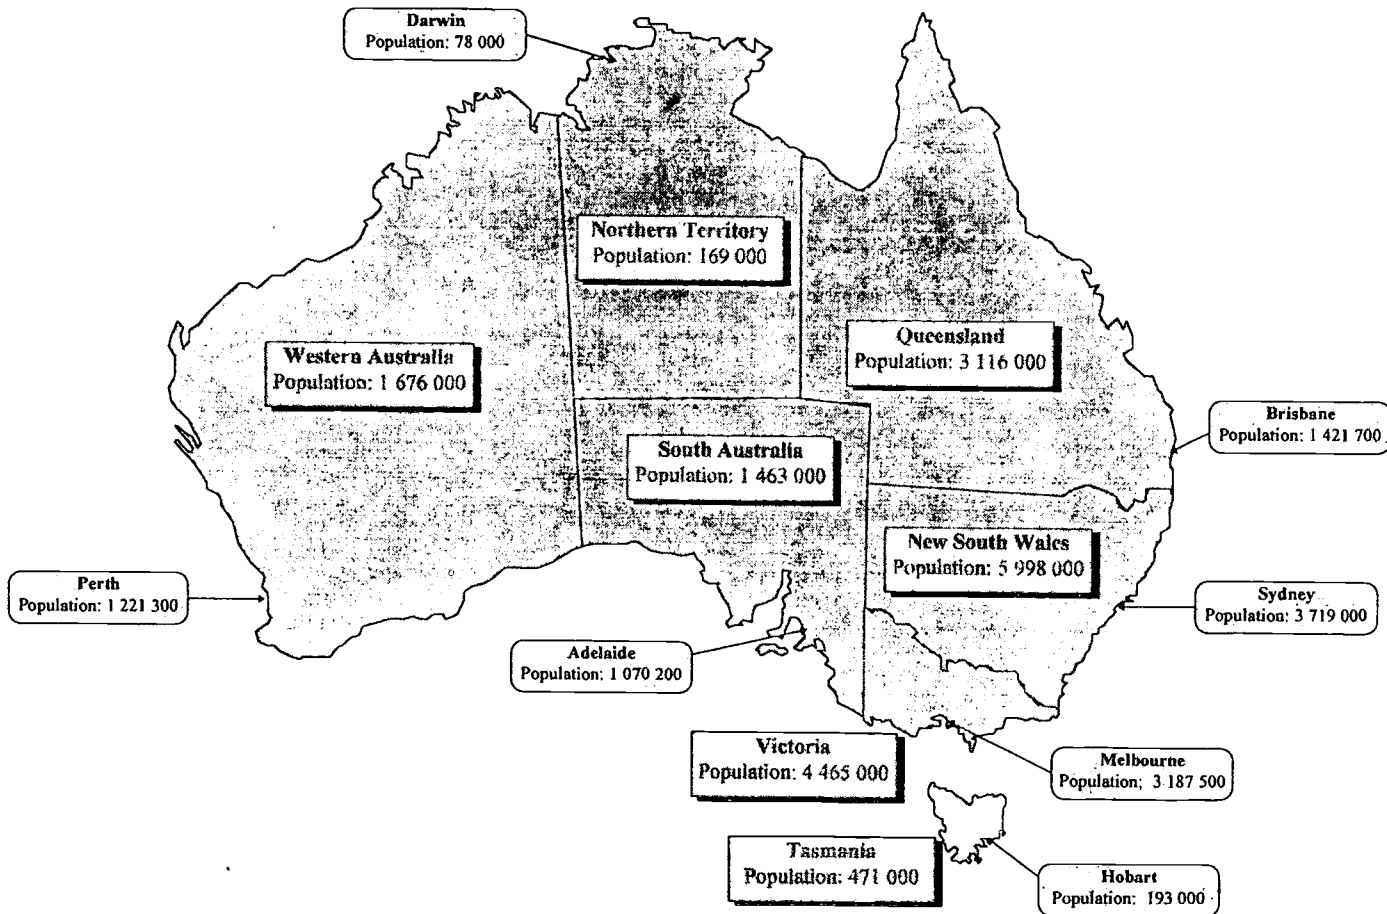 Darwin
Population: 78 000
Northern Territory
Population: 169 000
Queensland
Population: 3 116 000
Western Australia
Population: 1 676 000
Brisbane
Population: 1 421 700
South Australia
Population: 1 463 000
New South Wales
Population: 5 998 000
Perth
Population: 1 221 300
Sydney
Population: 3 719 000
Adelaide
Population: 1 070 200
Victoria
Population: 4 465 000
Melbourne
Population; 3 187 500
Tasmania
Population: 471 000
Hobart
Population: 193 000